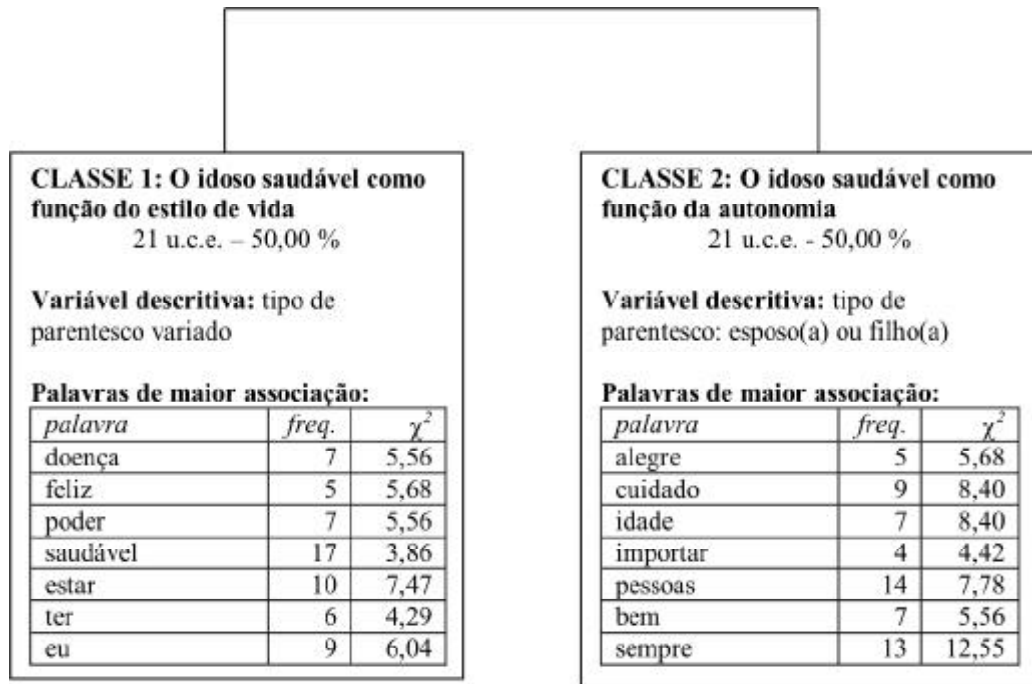 CLASSE 1: O idoso saudável como
função do estilo de vida
21 u.c.e. – 50,00 %
Variável descritiva: tipo de
parentesco variado
Palavras de maior associação:
palavra freq. χ²
doença 7 5,56
feliz 5 5,68
poder 7 5,56
saudável 17 3,86
estar 10 7,47
ter 6 4,29
eu 9 6,04
CLASSE 2: O idoso saudável como
função da autonomia
21 u.c.e. - 50,00 %
Variável descritiva: tipo de
parentesco: esposo(a) ou filho(a)
Palavras de maior associação:
palavra freq. χ²
alegre 5 5,68
cuidado 9 8,40
idade 7 8,40
importar 4 4,42
pessoas 14 7,78
bem 7 5,56
sempre 13 12,55